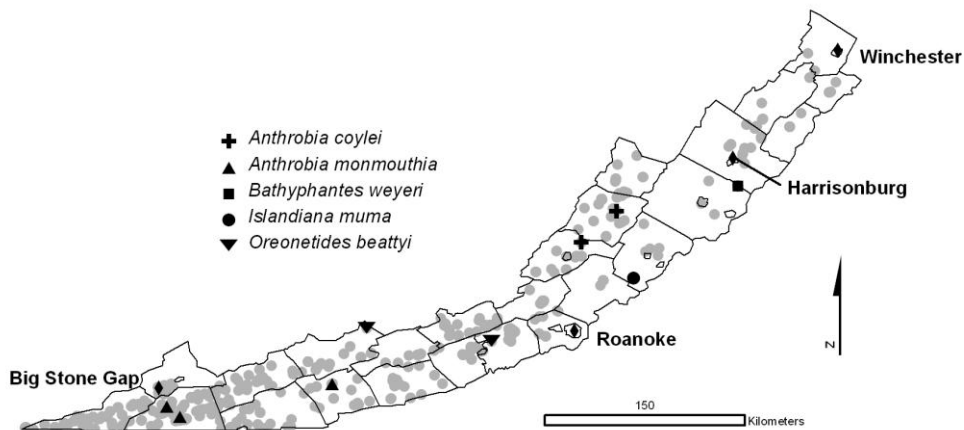 Winchester
Anthrobia coylei
Anthrobia monmouthia
Bathyphantes weyeri
Islandiana muma
Oreonetides beattyi
Harrisonburg
Roanoke
N
Big Stone Gap
150
Kilometers